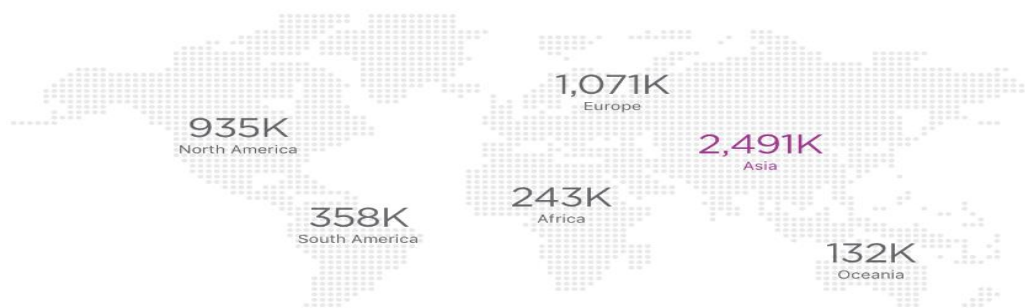 1,071K
Europe
935K
North America
2,491K
Asia
243K
Africa
358K
South America
132K
Oceania